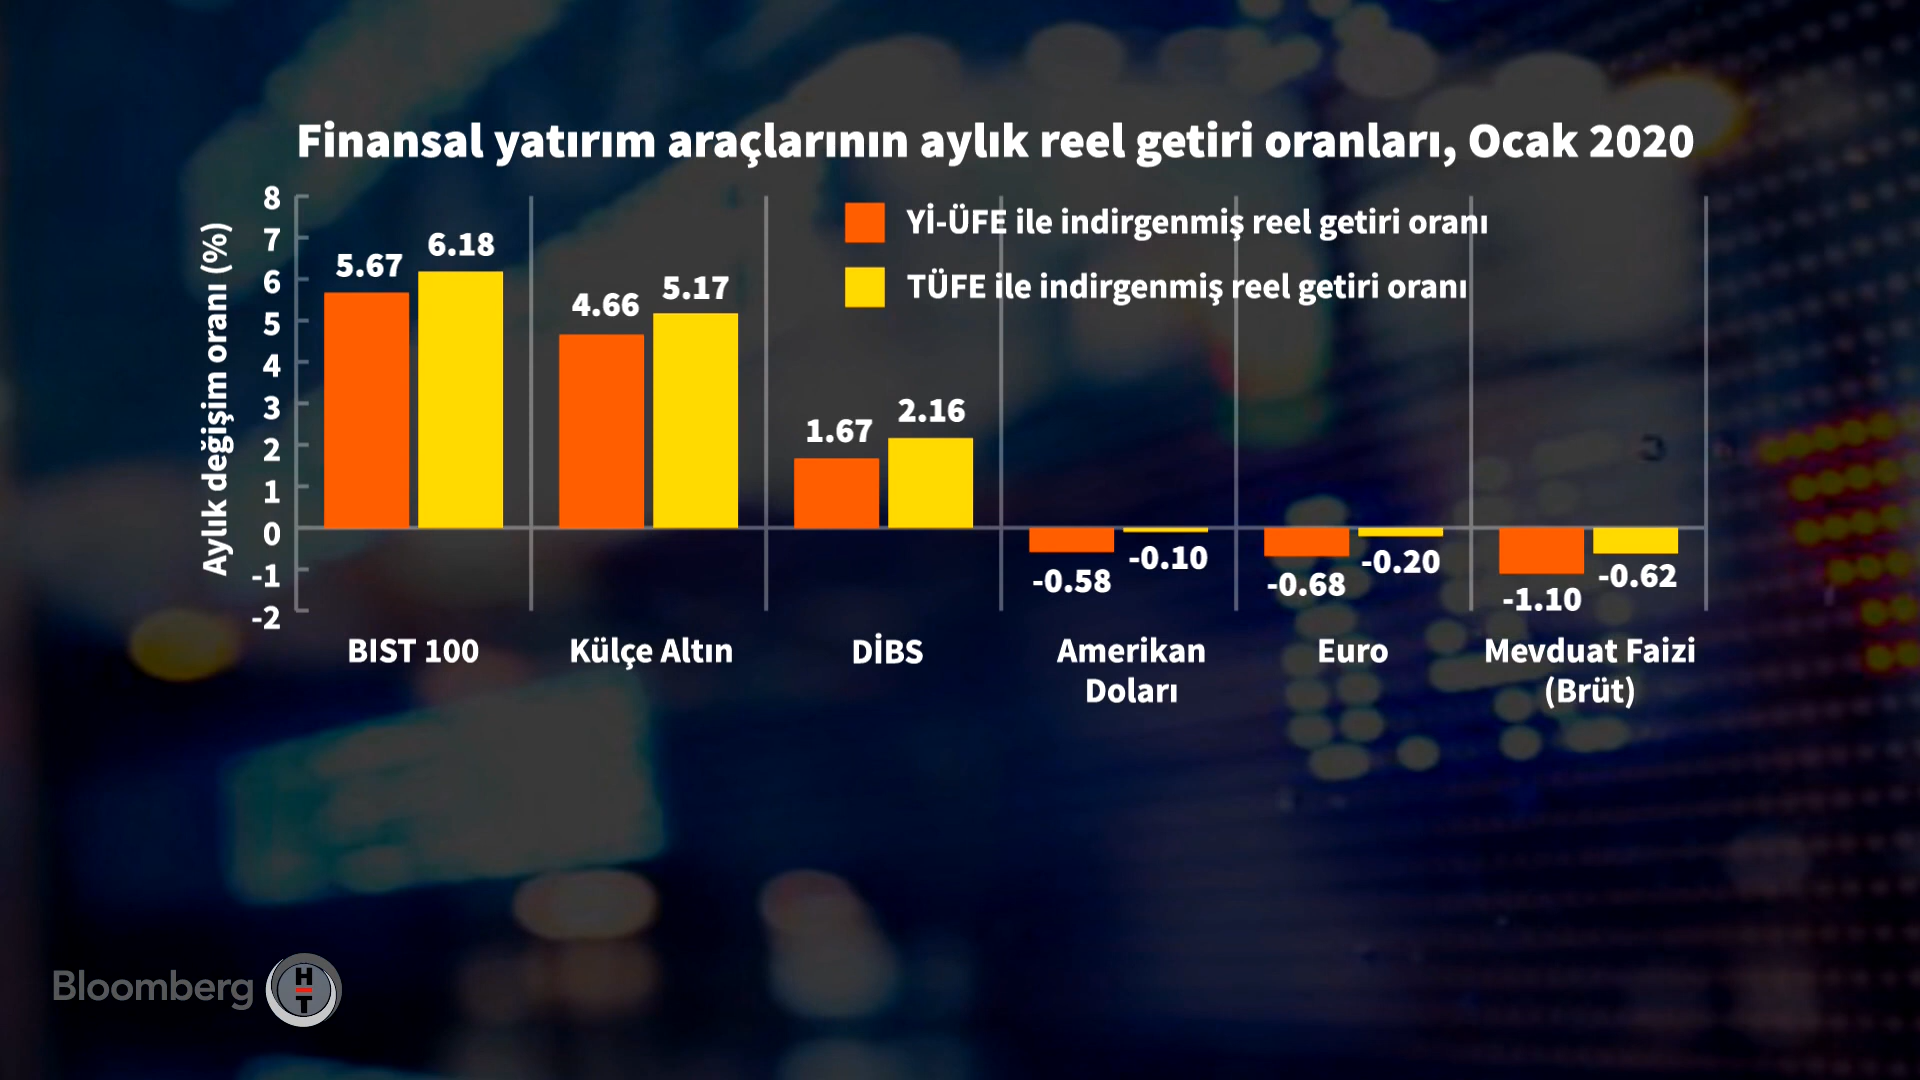 Finansal yatırım araçlarının aylık reel getiri oranları, Ocak 2020
Yİ-ÜFE ile indirgenmiş reel getiri oranı
TÜFE ile indirgenmiş reel getiri oranı
Aylık değişim oranı (%)
8
7
6
5
4
3
2
1
0
-1
-2
5.67
6.18
4.66
5.17
1.67
2.16
-0.58
-0.10
-0.68
-0.20
-1.10
-0.62
BIST 100
Külçe Altın
DİBS
Amerikan
Doları
Euro
Mevduat Faizi
(Brüt)
Bloomberg
H
T